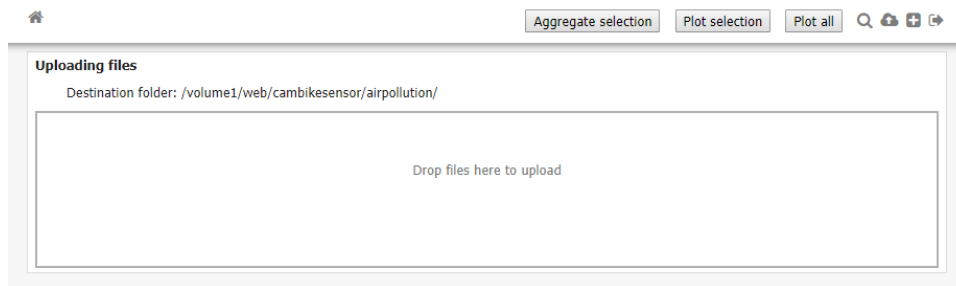 Aggregate selection Plot selection Plot all
Uploading files
Destination folder: /volume1/web/cambikesensor/airpollution/
Drop files here to upload